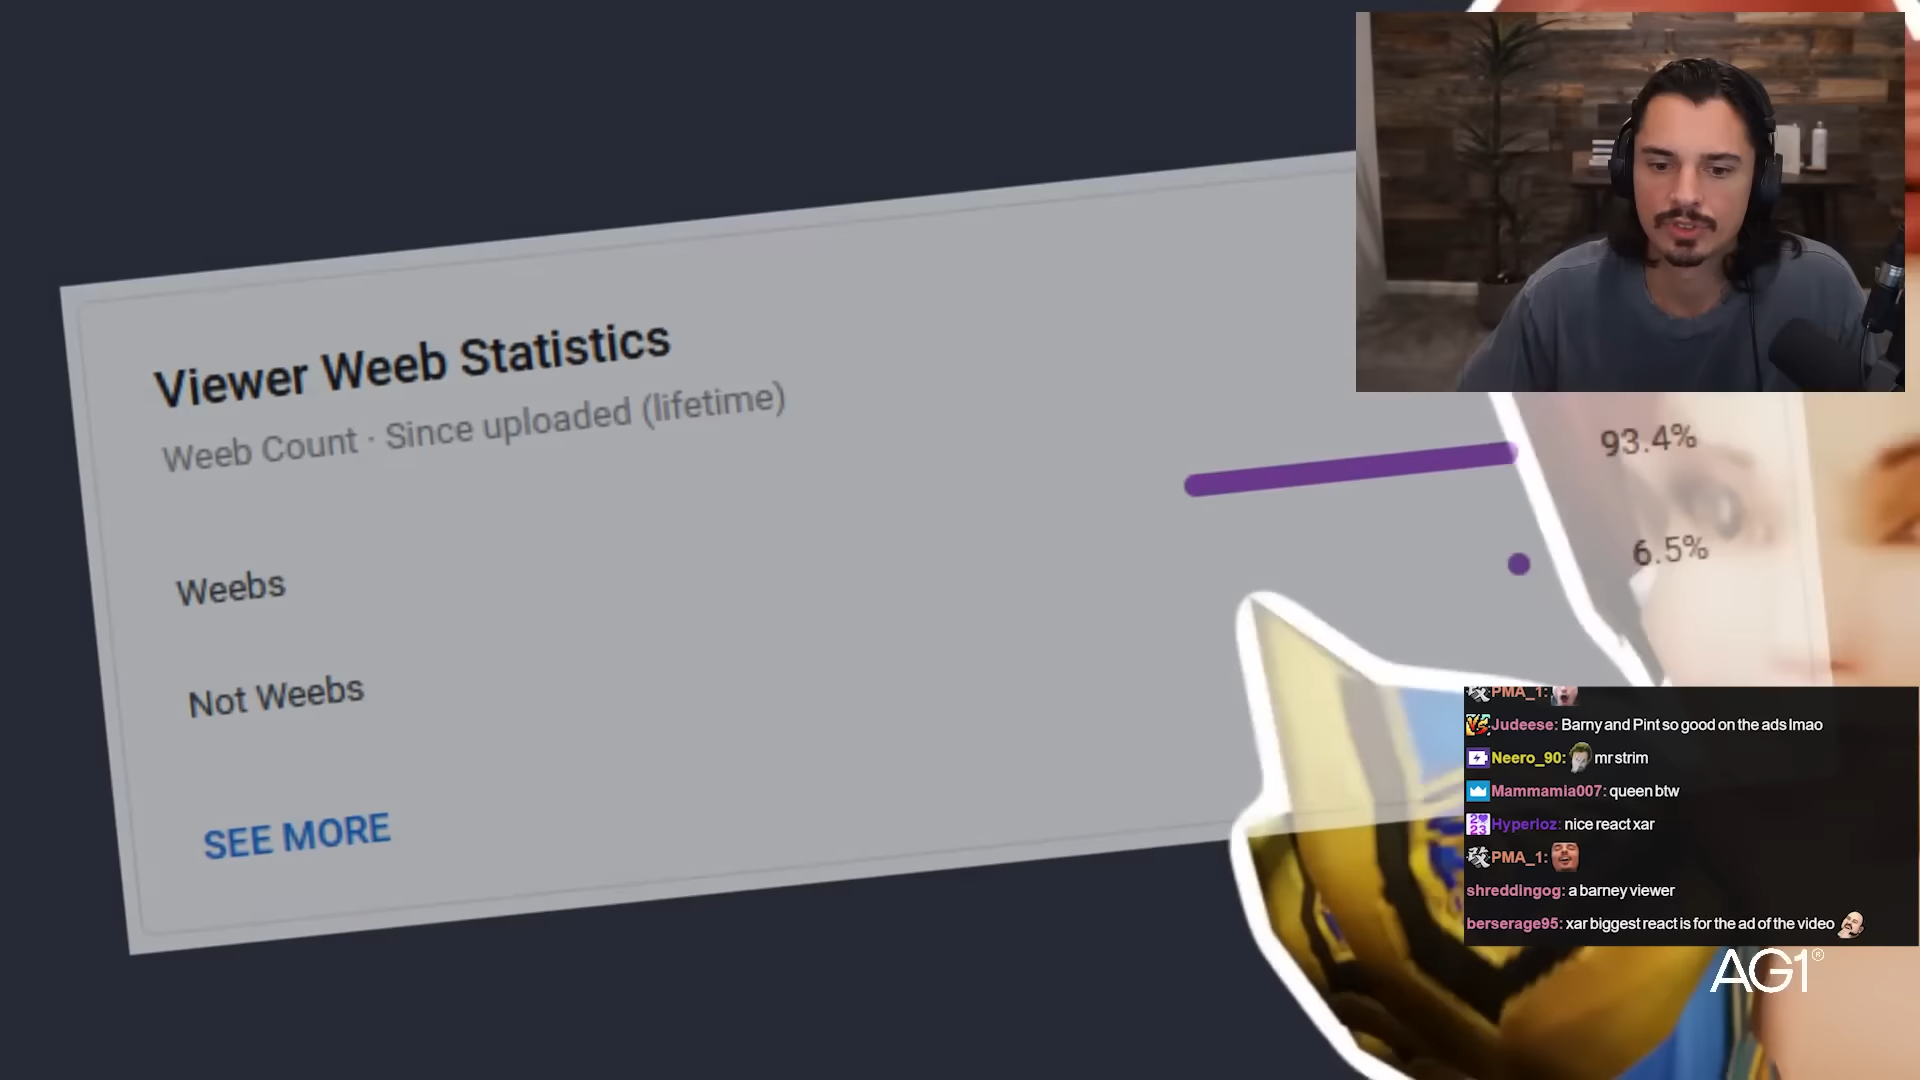 Viewer Weeb Statistics
Weeb Count · Since uploaded (lifetime)
Weebs
93.4%
Not Weebs
6.5%
SEE MORE
PMA_1:
Judeese: Barny and Pint so good on the ads lmao
Neero_90: mr strim
Mammamia007: queen btw
Hyperioz: nice react xar
PMA_1:
shreddingog: a barney viewer
berserage95: xar biggest react is for the ad of the video
AG1®